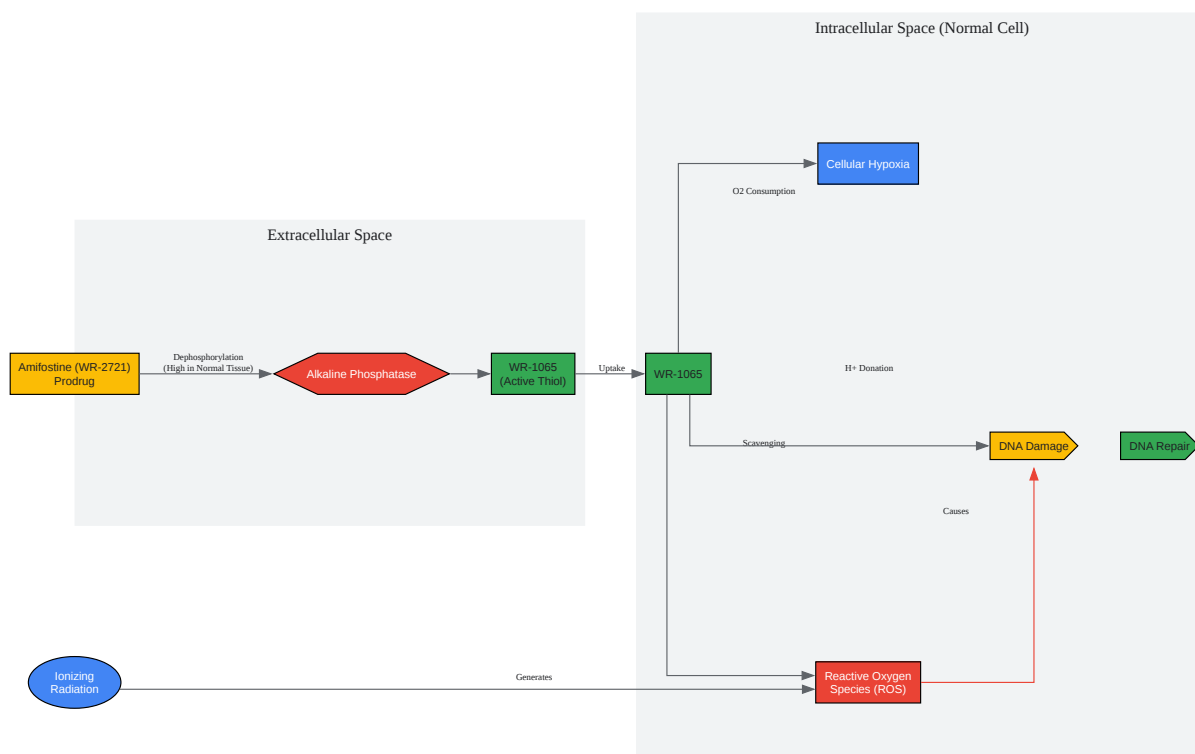 Intracellular Space (Normal Cell)
Cellular Hypoxia
O2 Consumption
Extracellular Space
Amifostine (WR-2721)
Prodrug
Dephosphorylation
(High in Normal Tissue)
Alkaline Phosphatase
WR-1065
(Active Thiol)
Uptake
WR-1065
H+ Donation
Scavenging
DNA Damage
DNA Repair
Causes
Ionizing
Radiation
Generates
Reactive Oxygen
Species (ROS)